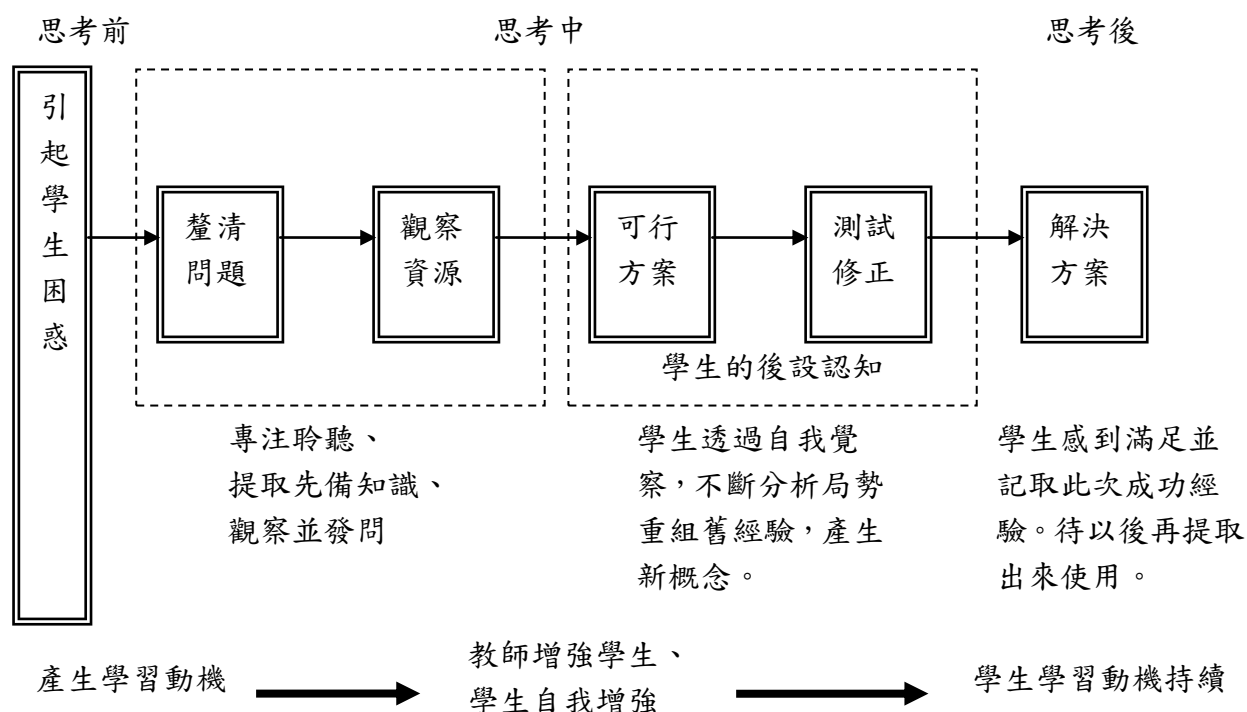 思考前
思考中
思考後
引起學生困惑
釐清
問題
觀察
資源
可行
方案
測試
修正
解決
方案
學生的後設認知
專注聆聽、
提取先備知識、
觀察並發問
學生透過自我覺
察，不斷分析局勢
重組舊經驗，產生
新概念。
學生感到滿足並
記取此次成功經
驗。待以後再提取
出來使用。
產生學習動機
教師增強學生、
學生自我增強
學生學習動機持續